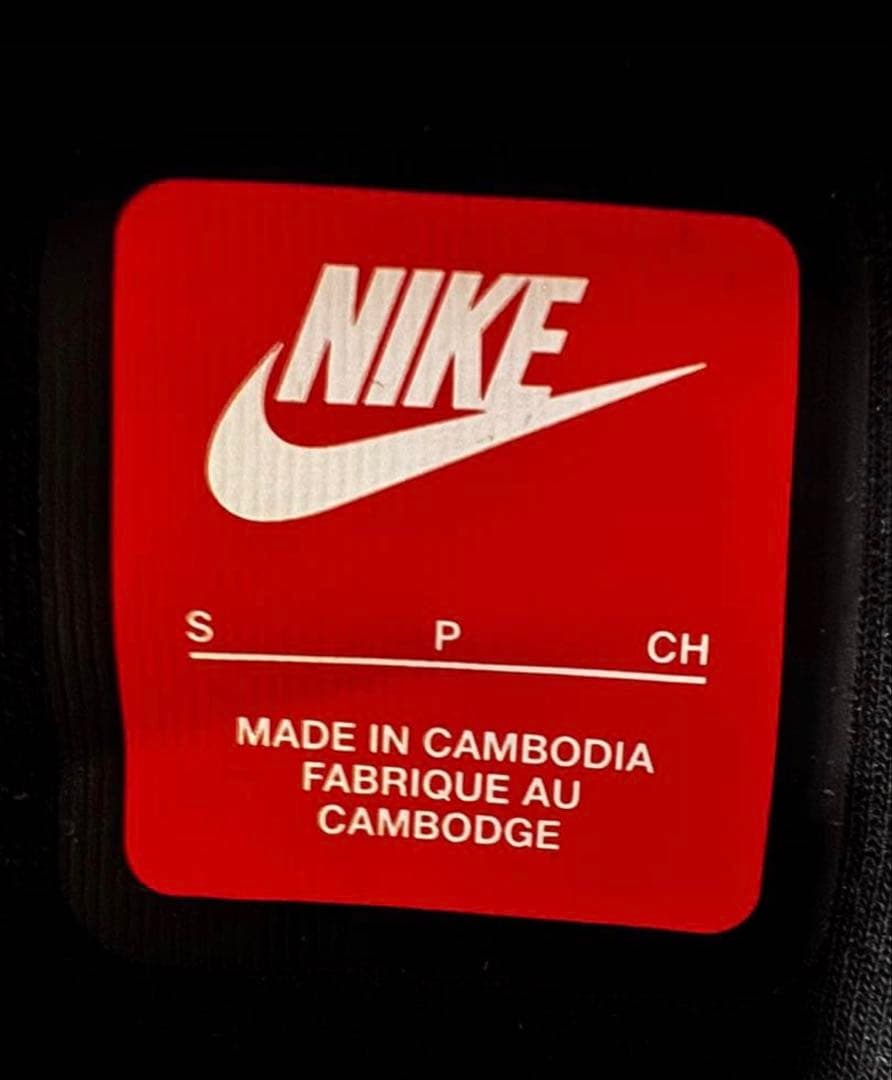 NIKE
S P CH
MADE IN CAMBODIA
FABRIQUE AU
CAMBODGE